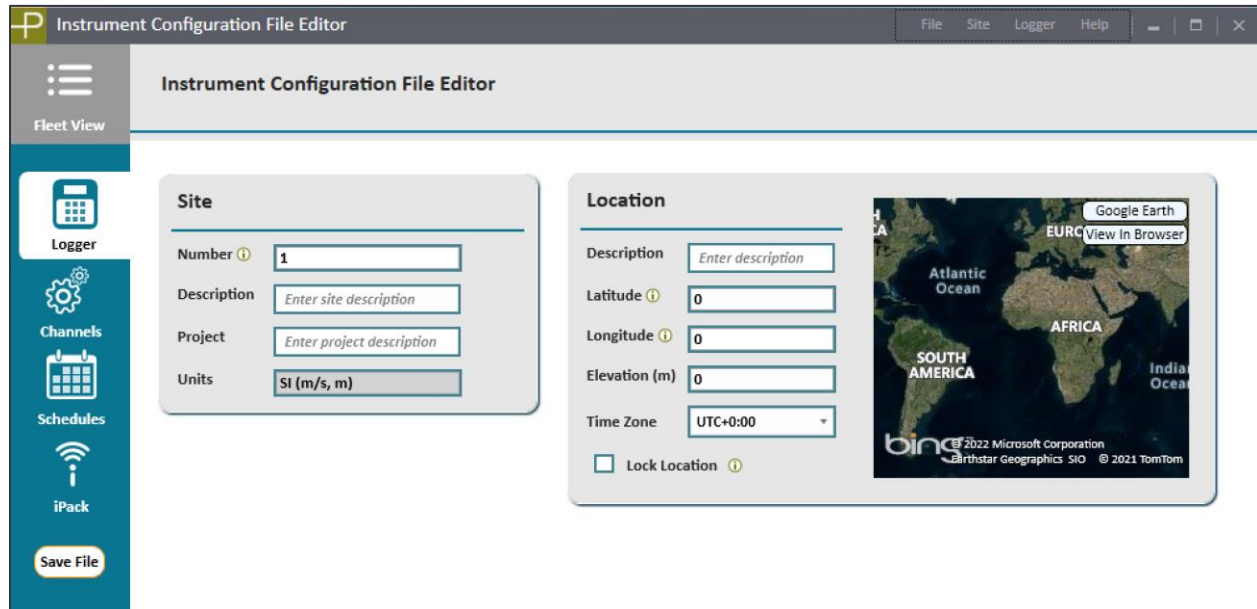 Instrument Configuration File Editor
File Site Logger Help
Fleet View
Instrument Configuration File Editor
Logger
Channels
Schedules
iPack
Save File
Site
Number
1
Description
Enter site description
Project
Enter project description
Units
SI (m/s, m)
Location
Description
Enter description
Latitude
0
Longitude
0
Elevation (m)
0
Time Zone
UTC+0:00
Lock Location
Google Earth
View In Browser
Atlantic
Ocean
AFRICA
SOUTH
AMERICA
bing
© 2022 Microsoft Corporation
Earthstar Geographics SIO © 2021 TomTom